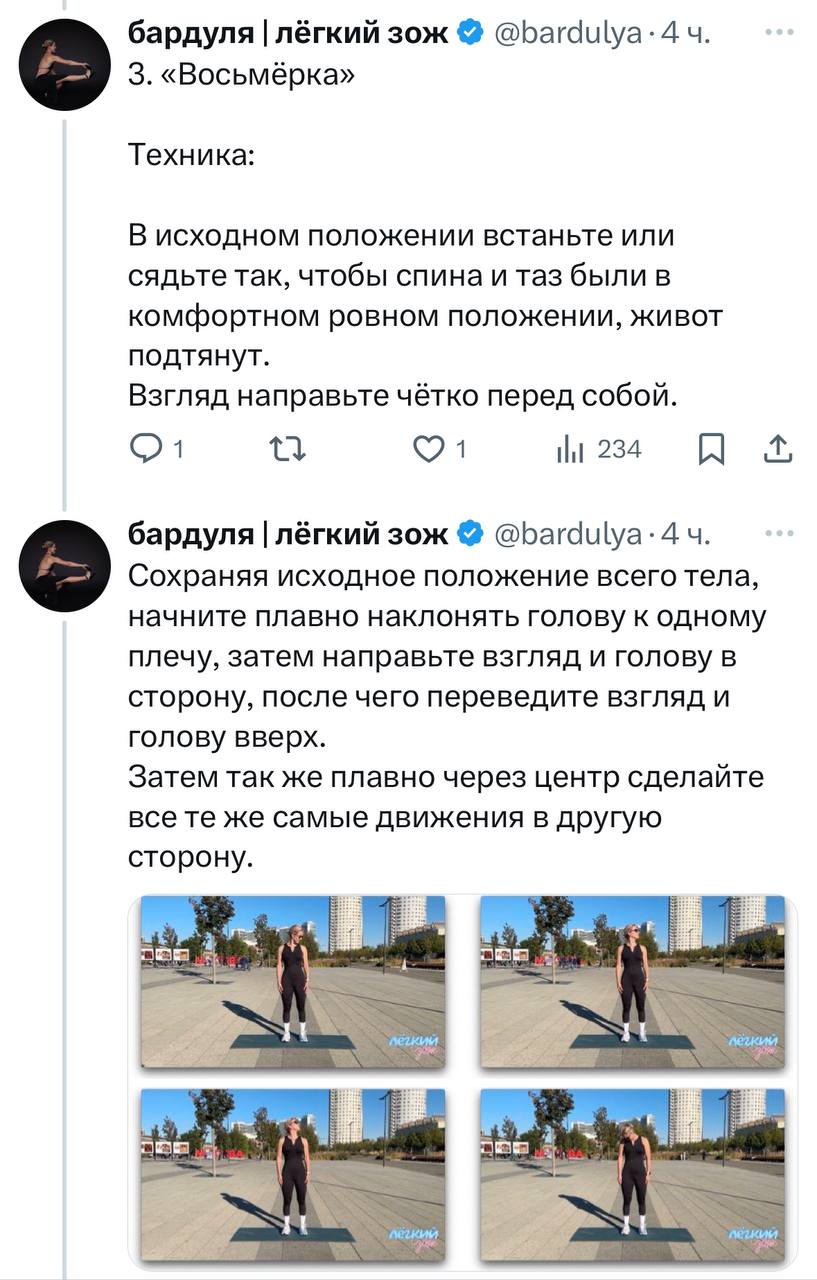 бардуля | лёгкий зож @bardulya · 4 ч.
3. «Восьмёрка»
Техника:
В исходном положении встаньте или
сядьте так, чтобы спина и таз были в
комфортном ровном положении, живот
подтянут.
Взгляд направьте чётко перед собой.
1 1 234
бардуля | лёгкий зож @bardulya · 4 ч.
Сохраняя исходное положение всего тела,
начните плавно наклонять голову к одному
плечу, затем направьте взгляд и голову в
сторону, после чего переведите взгляд и
голову вверх.
Затем так же плавно через центр сделайте
все те же самые движения в другую
сторону.
лёгкий
зож
лёгкий
зож
лёгкий
зож
лёгкий
зож